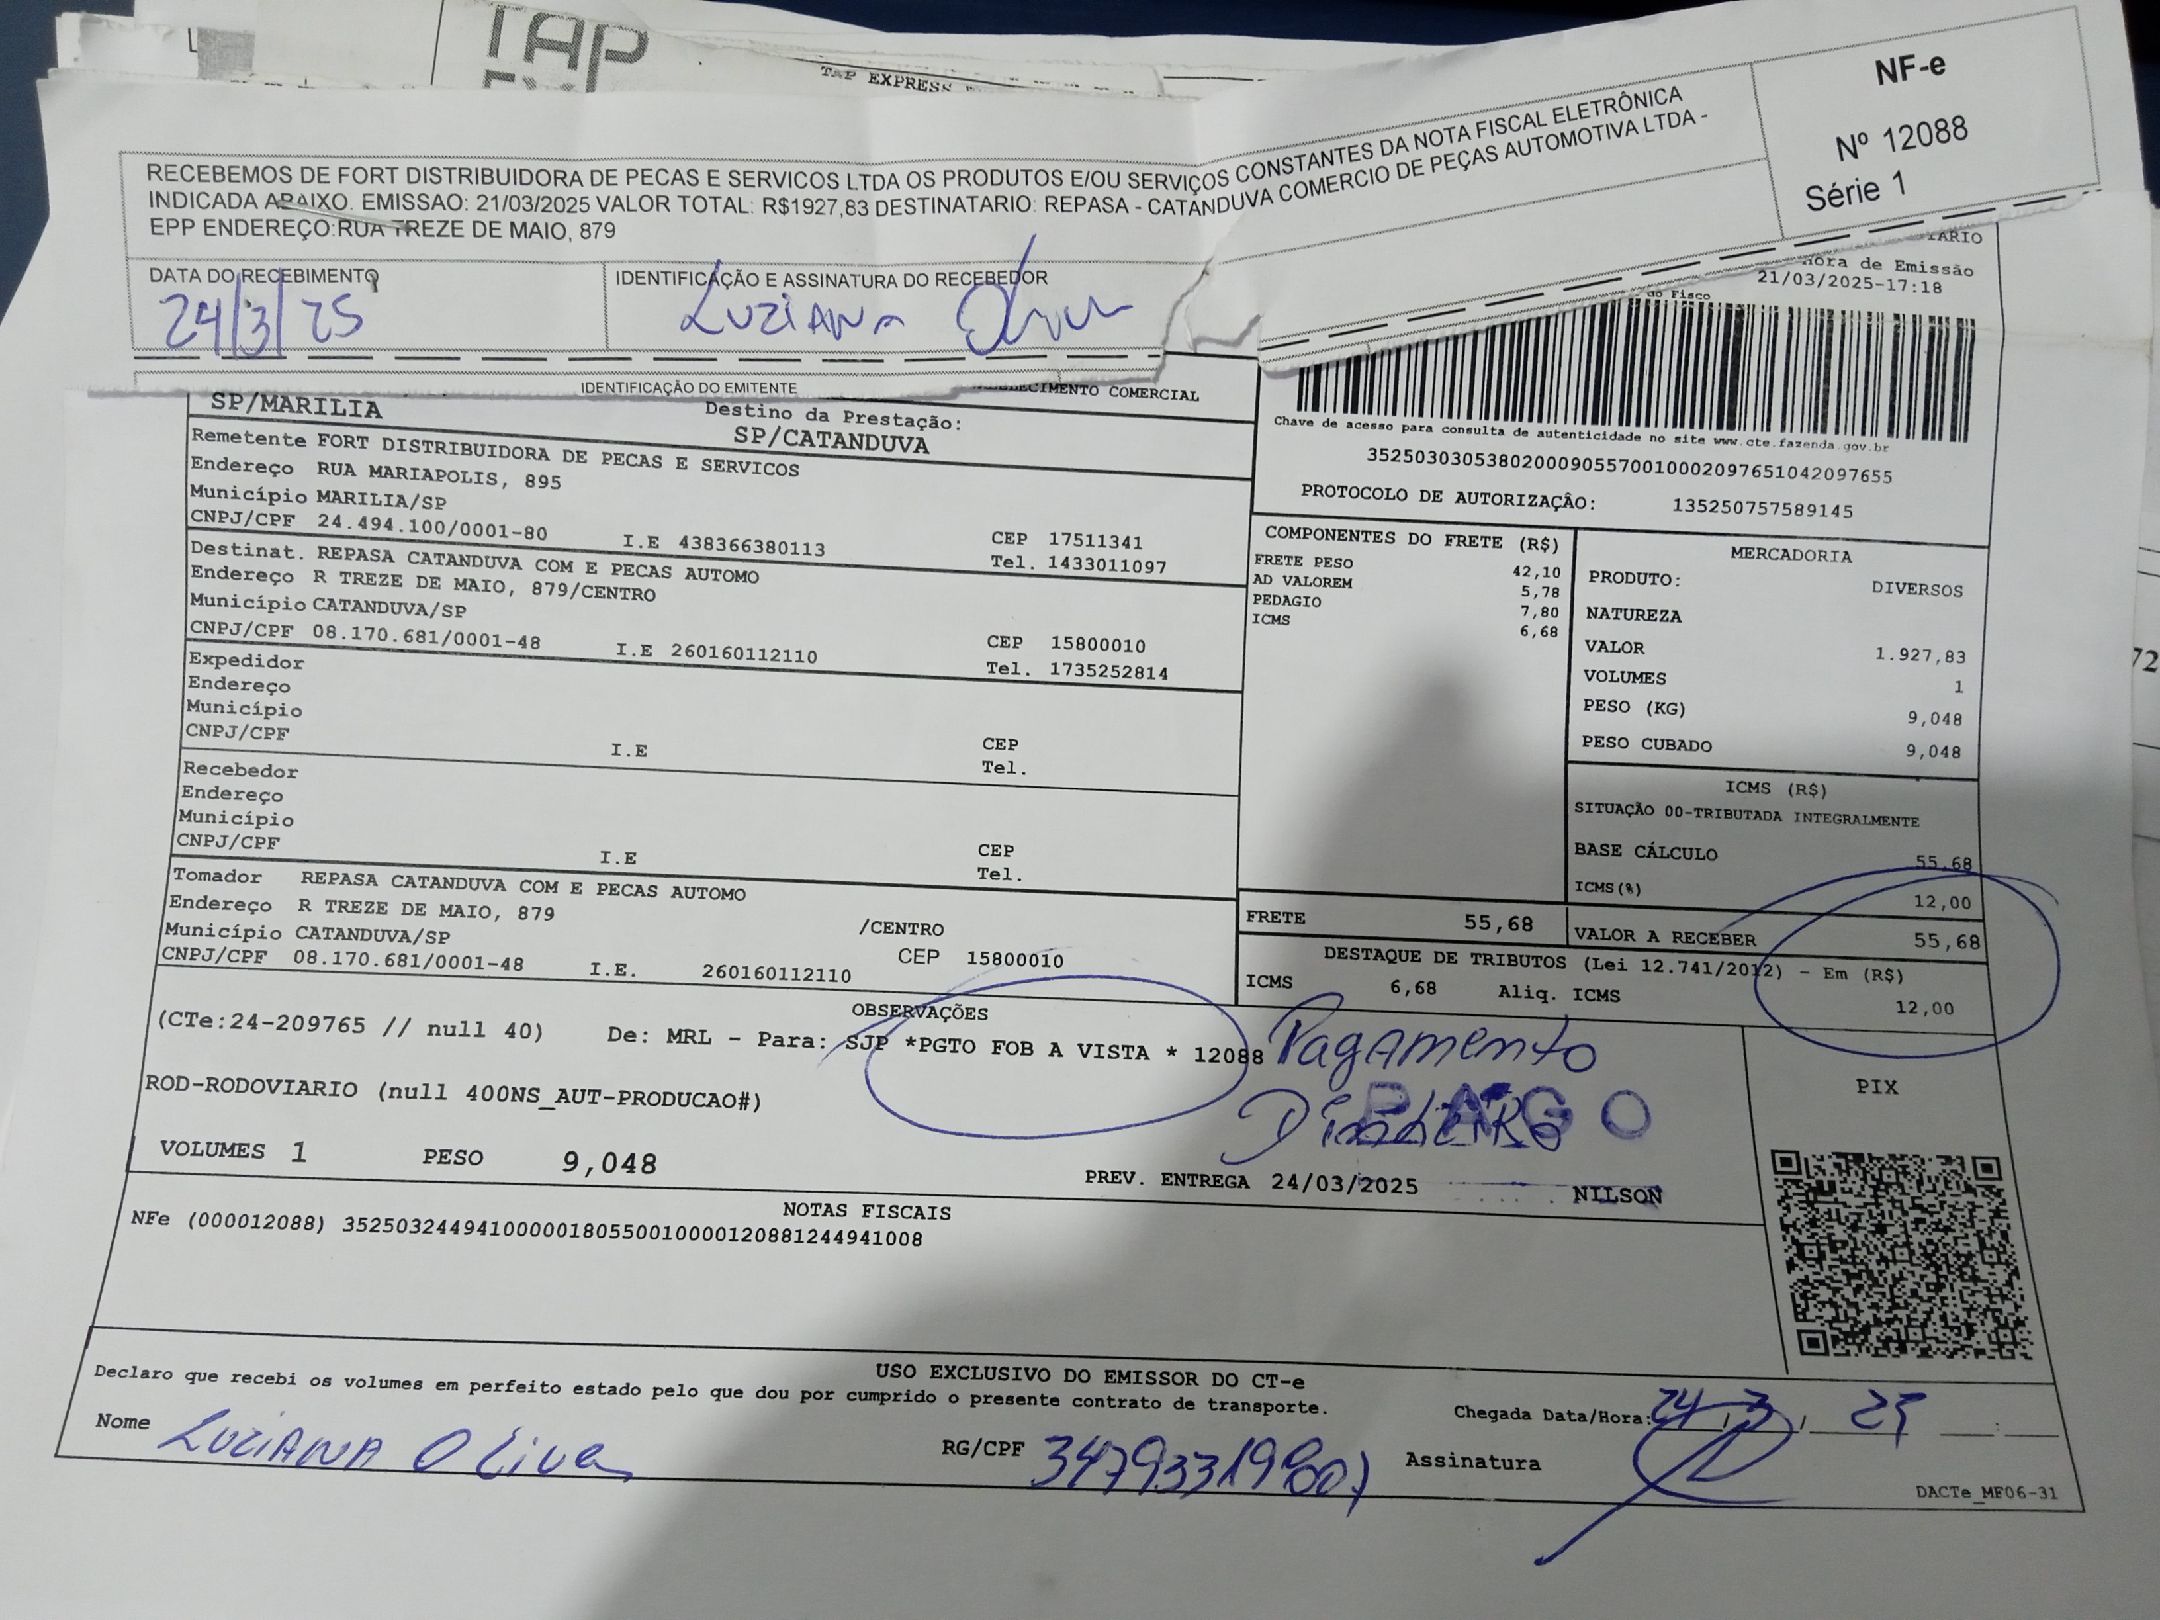 TAP
TAP EXPRESS
NF-e
Nº 12088
Série 1
RECEBEMOS DE FORT DISTRIBUIDORA DE PECAS E SERVICOS LTDA OS PRODUTOS E/OU SERVIÇOS CONSTANTES DA NOTA FISCAL ELETRÔNICA
INDICADA ABAIXO. EMISSAO: 21/03/2025 VALOR TOTAL: R$1927,83 DESTINATARIO: REPASA - CATANDUVA COMERCIO DE PEÇAS AUTOMOTIVA LTDA -
EPP ENDEREÇO:RUA TREZE DE MAIO, 879
DATA DO RECEBIMENTO
IDENTIFICAÇÃO E ASSINATURA DO RECEBEDOR
24/3/25
Luziana
de Emissão
21/03/2025-17:18
do Fisco
IDENTIFICAÇÃO DO EMITENTE
COMERCIAL
SP/MARILIA
Destino da Prestação:
SP/CATANDUVA
Remetente FORT DISTRIBUIDORA DE PECAS E SERVICOS
Endereço RUA MARIAPOLIS, 895
Município MARILIA/SP
CNPJ/CPF 24.494.100/0001-80 I.E 438366380113
CEP 17511341
Tel. 1433011097
Destinat. REPASA CATANDUVA COM E PECAS AUTOMO
Endereço R TREZE DE MAIO, 879/CENTRO
Município CATANDUVA/SP
CNPJ/CPF 08.170.681/0001-48 I.E 260160112110
CEP 15800010
Tel. 1735252814
Expedidor
Endereço
Município
CNPJ/CPF I.E
CEP
Tel.
Recebedor
Endereço
Município
CNPJ/CPF I.E
CEP
Tel.
Tomador REPASA CATANDUVA COM E PECAS AUTOMO
Endereço R TREZE DE MAIO, 879 /CENTRO
Município CATANDUVA/SP CEP 15800010
CNPJ/CPF 08.170.681/0001-48 I.E. 260160112110
Chave de acesso para consulta de autenticidade no site www.cte.fazenda.gov.br
35250303053802000905570010002097651042097655
PROTOCOLO DE AUTORIZAÇÂO: 135250757589145
COMPONENTES DO FRETE (R$)
FRETE PESO 42,10
AD VALOREM 5,78
PEDAGIO 7,80
ICMS 6,68
MERCADORIA
PRODUTO: DIVERSOS
NATUREZA
VALOR 1.927,83
VOLUMES 1
PESO (KG) 9,048
PESO CUBADO 9,048
ICMS (R$)
SITUAÇÃO 00-TRIBUTADA INTEGRALMENTE
BASE CÁLCULO 55,68
ICMS(%) 12,00
FRETE 55,68
VALOR A RECEBER 55,68
DESTAQUE DE TRIBUTOS (Lei 12.741/2012) - Em (R$)
ICMS 6,68 Aliq. ICMS 12,00
OBSERVAÇÕES
(CTe:24-209765 // null 40) De: MRL - Para: SJP *PGTO FOB A VISTA * 12088
ROD-RODOVIARIO (null 400NS_AUT-PRODUCAO#)
Pagamento
Dinheiro
PAGO
PIX
VOLUMES 1 PESO 9,048
PREV. ENTREGA 24/03/2025 NILSON
NOTAS FISCAIS
NFe (000012088) 35250324494100000180550010000120881244941008
USO EXCLUSIVO DO EMISSOR DO CT-e
Declaro que recebi os volumes em perfeito estado pelo que dou por cumprido o presente contrato de transporte.
Chegada Data/Hora: 24/3/25
Nome Luziana Oliva
RG/CPF
Assinatura
DACTe_MF06-31
72